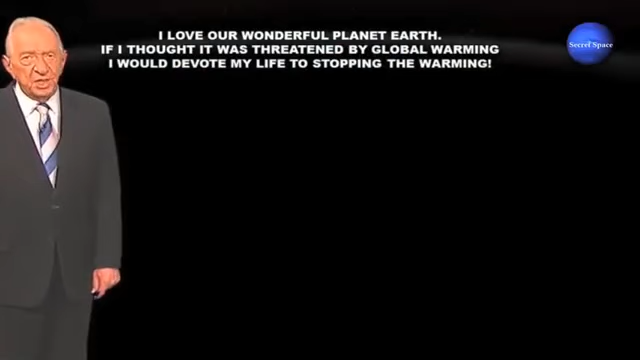 I LOVE OUR WONDERFUL PLANET EARTH.
IF I THOUGHT IT WAS THREATENED BY GLOBAL WARMING
I WOULD DEVOTE MY LIFE TO STOPPING THE WARMING!
Secret Space